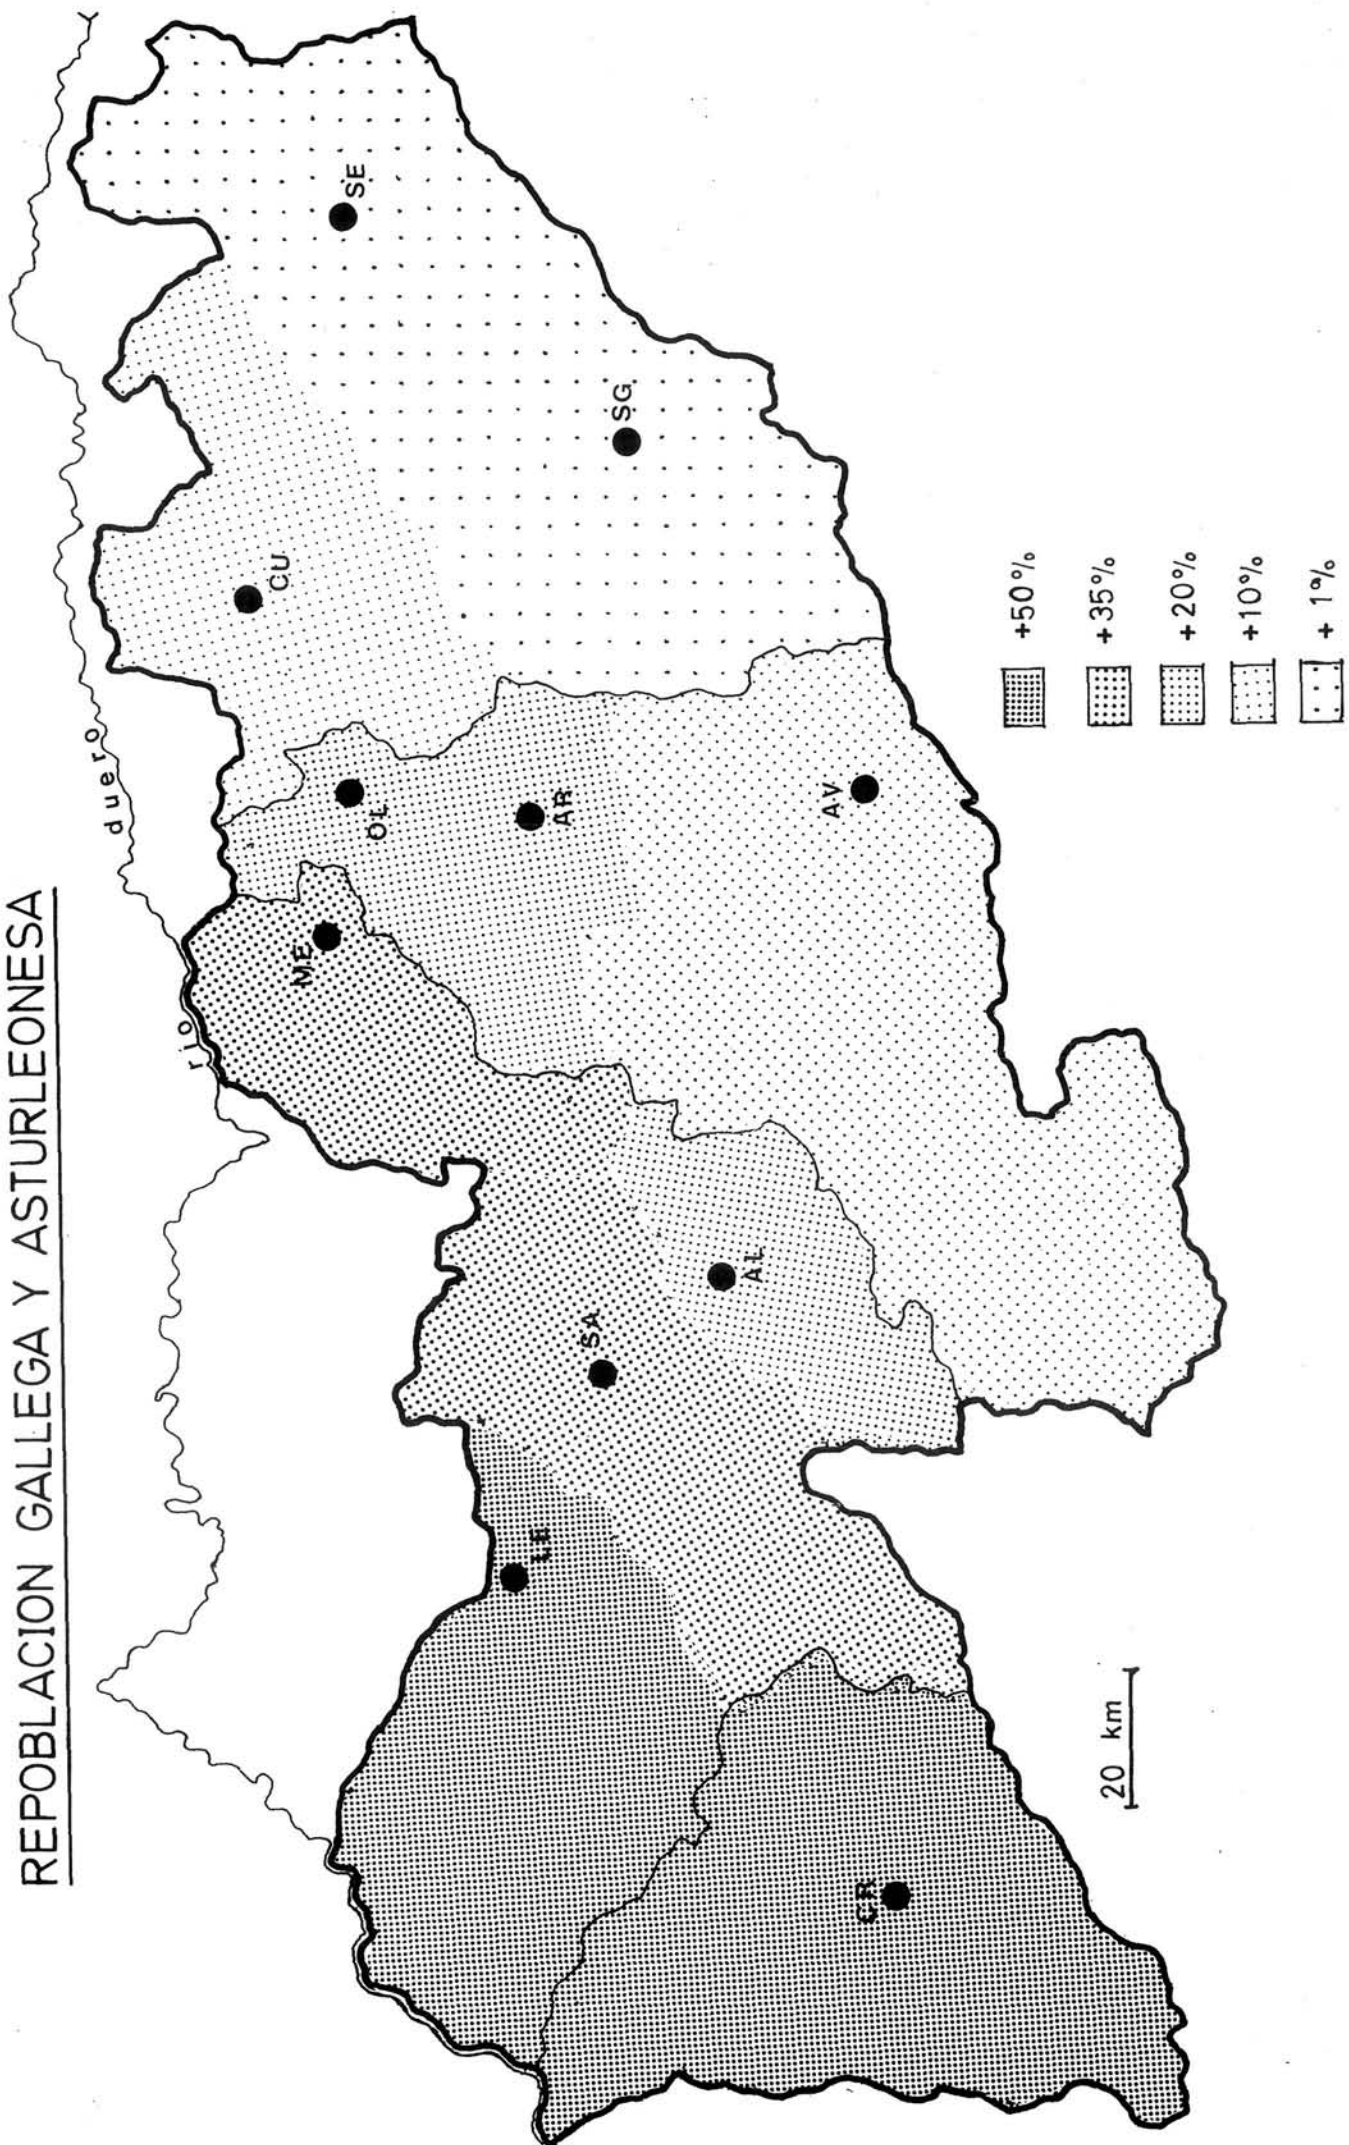 REPOBLACION GALLEGA Y ASTURLEONESA
río duero
SE
CU
SG
OL
AR
AV
ME
SA
AL
LE
CR
20 km
+50%
+35%
+20%
+10%
+1%